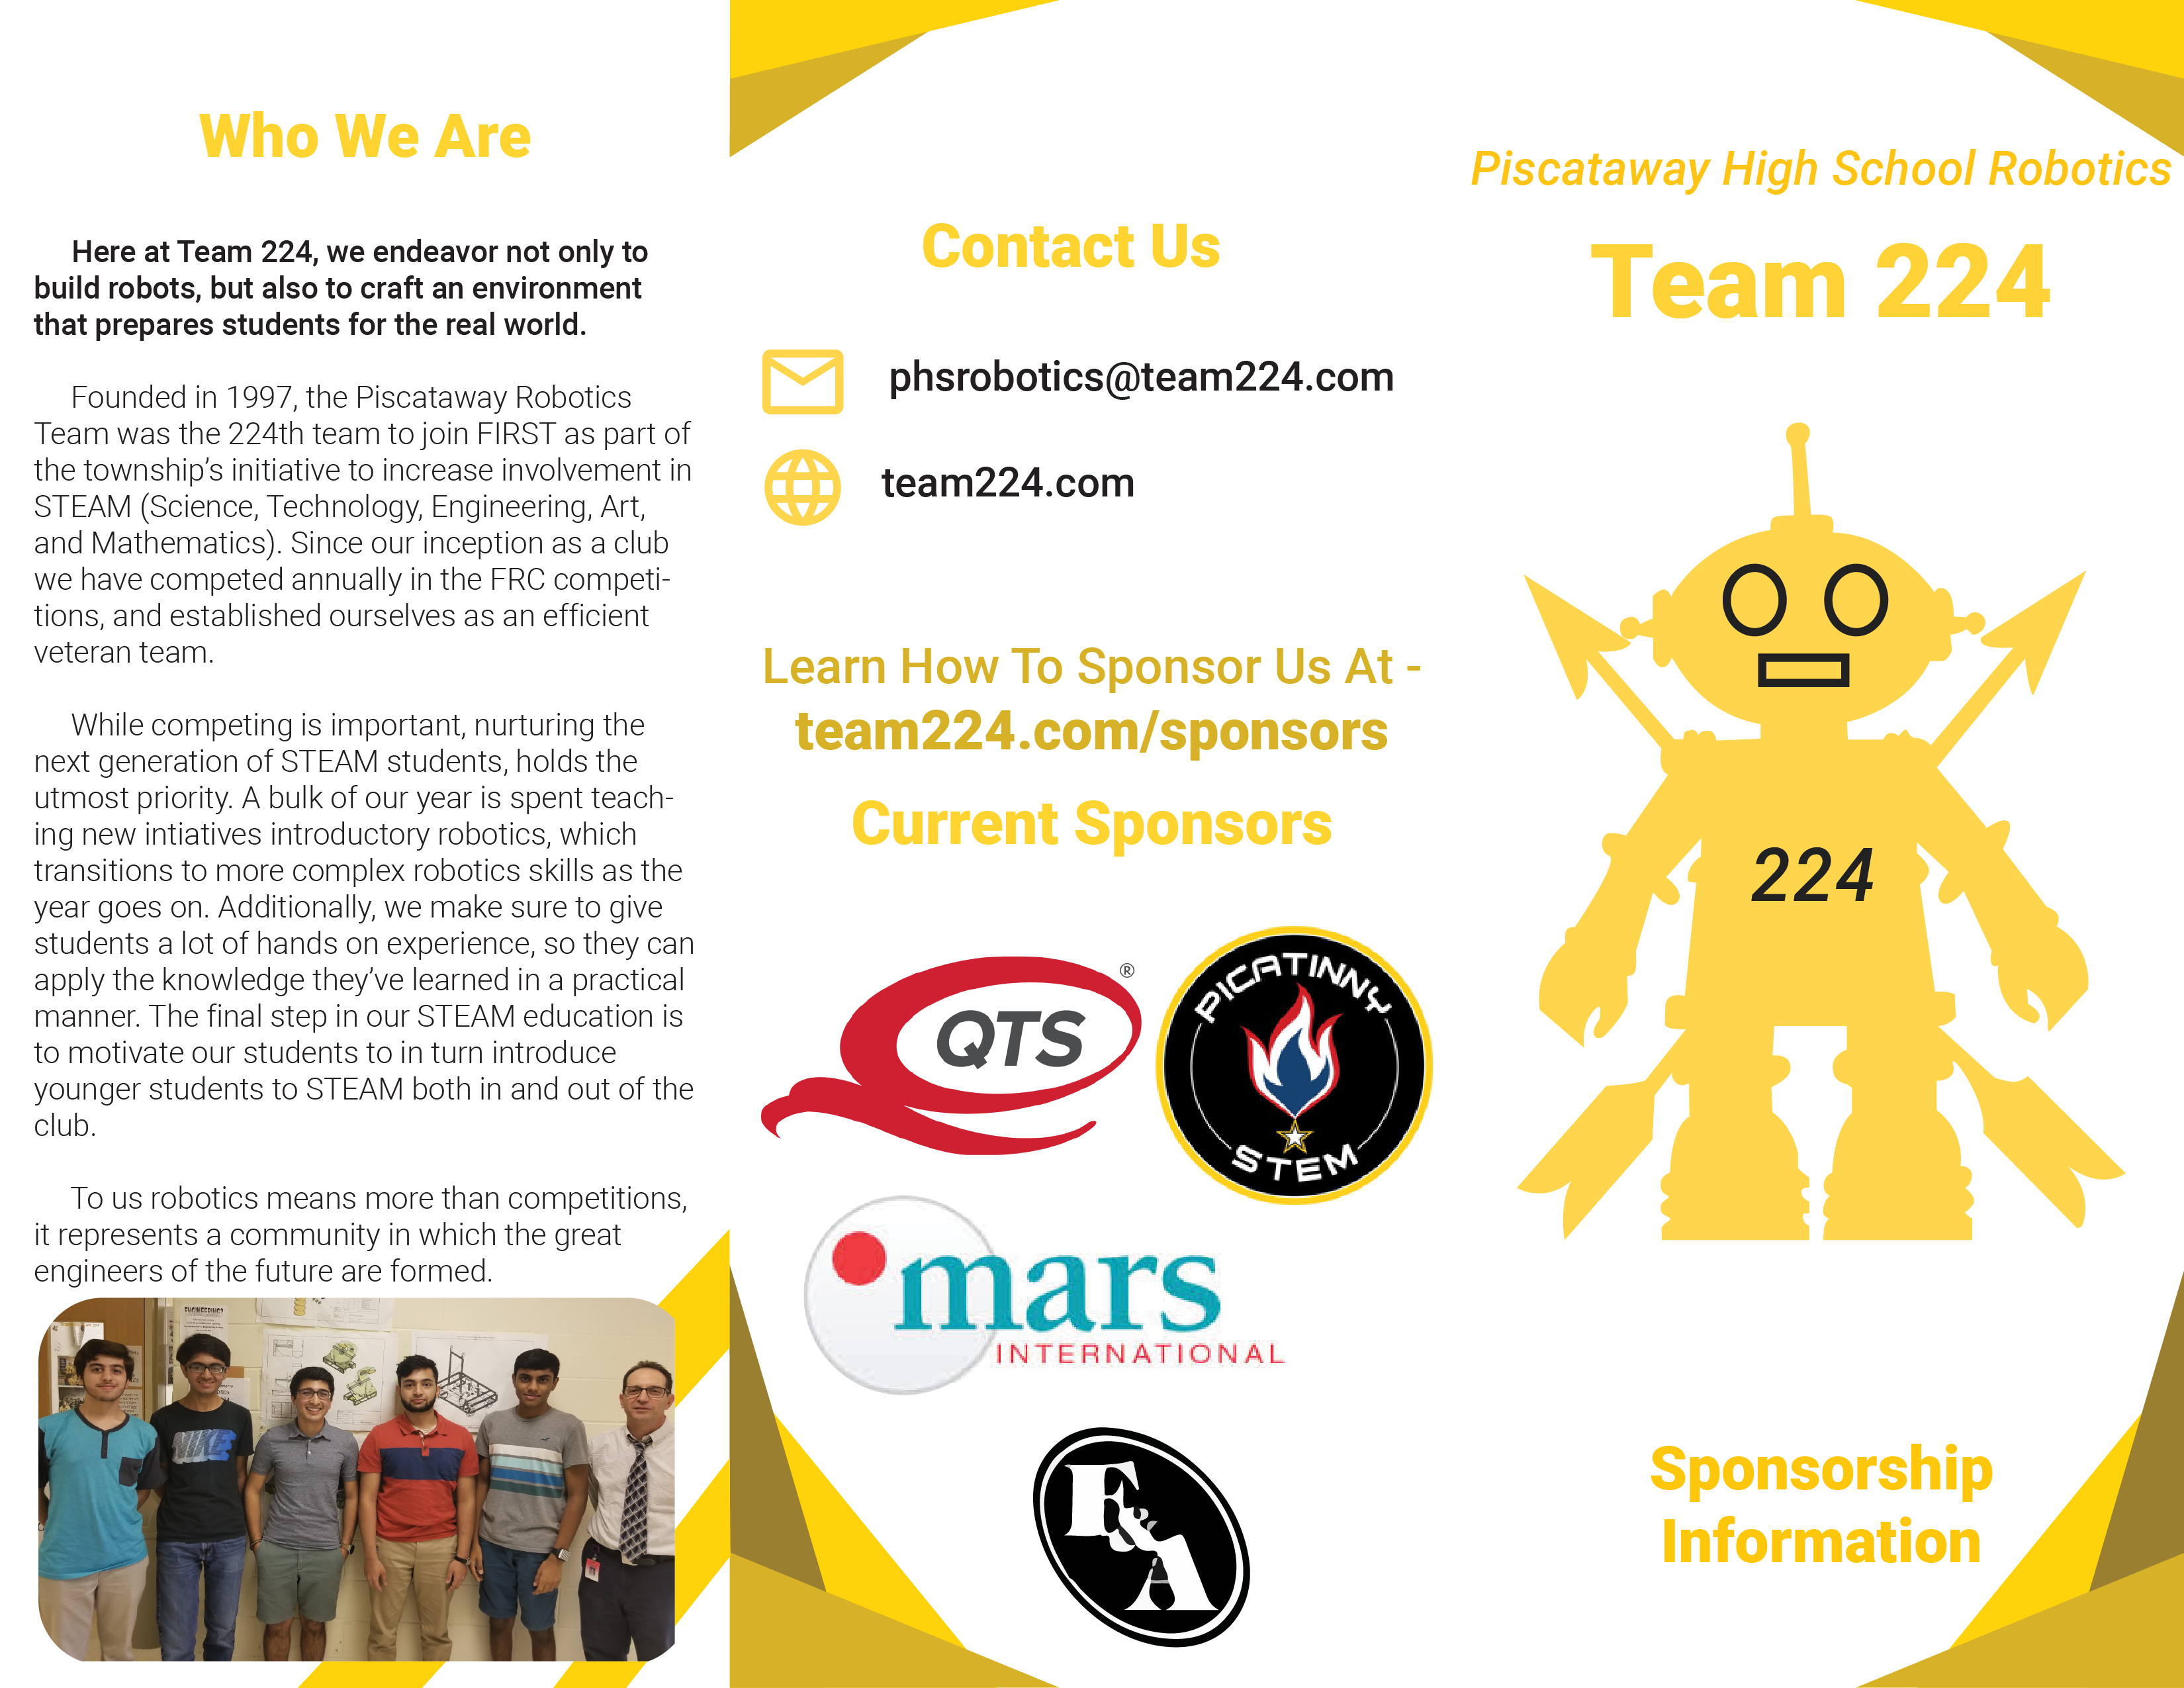 Who We Are
Here at Team 224, we endeavor not only to
build robots, but also to craft an environment
that prepares students for the real world.
Founded in 1997, the Piscataway Robotics
Team was the 224th team to join FIRST as part of
the township's initiative to increase involvement in
STEAM (Science, Technology, Engineering, Art,
and Mathematics). Since our inception as a club
we have competed annually in the FRC competi-
tions, and established ourselves as an efficient
veteran team.
While competing is important, nurturing the
next generation of STEAM students, holds the
utmost priority. A bulk of our year is spent teach-
ing new intiatives introductory robotics, which
transitions to more complex robotics skills as the
year goes on. Additionally, we make sure to give
students a lot of hands on experience, so they can
apply the knowledge they've learned in a practical
manner. The final step in our STEAM education is
to motivate our students to in turn introduce
younger students to STEAM both in and out of the
club.
To us robotics means more than competitions,
it represents a community in which the great
engineers of the future are formed.
ENGINEERING?
NIKE
Contact Us
phsrobotics@team224.com
team224.com
Learn How To Sponsor Us At -
team224.com/sponsors
Current Sponsors
QTS ®
PICATINNY
STEM
mars
INTERNATIONAL
E A
Piscataway High School Robotics
Team 224
224
Sponsorship
Information